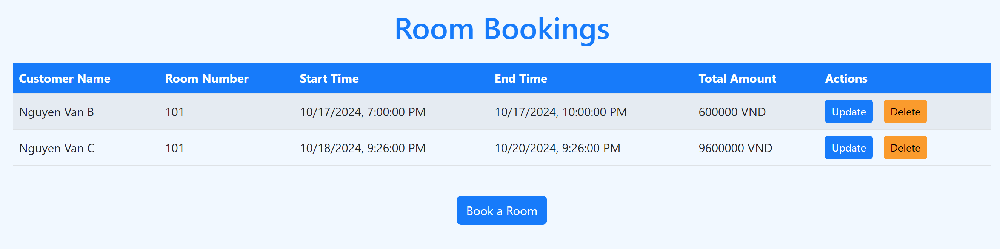 Room Bookings
Customer Name Room Number Start Time End Time Total Amount Actions
Nguyen Van B 101 10/17/2024, 7:00:00 PM 10/17/2024, 10:00:00 PM 600000 VND Update Delete
Nguyen Van C 101 10/18/2024, 9:26:00 PM 10/20/2024, 9:26:00 PM 9600000 VND Update Delete
Book a Room